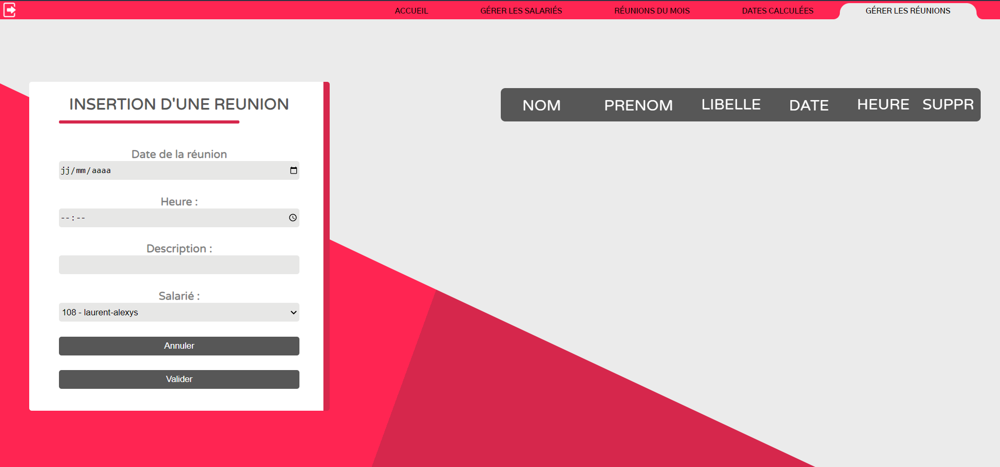 ACCUEIL GÉRER LES SALARIÉS RÉUNIONS DU MOIS DATES CALCULÉES GÉRER LES RÉUNIONS
INSERTION D'UNE REUNION
Date de la réunion
jj/mm/aaaa
Heure :
--:--
Description :
Salarié :
108 - laurent-alexys
Annuler
Valider
NOM PRENOM LIBELLE DATE HEURE SUPPR